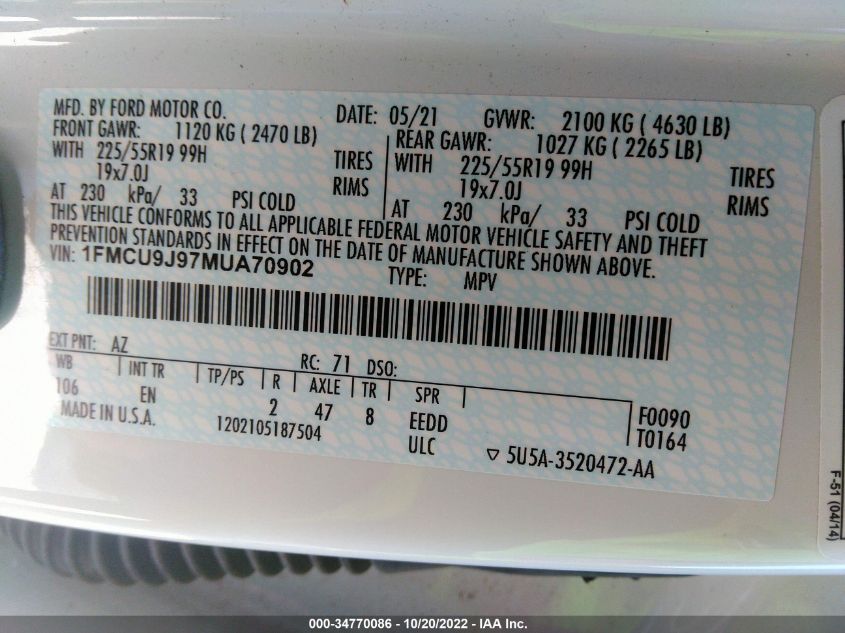 MFD. BY FORD MOTOR CO. DATE: 05/21 GVWR: 2100 KG ( 4630 LB)
FRONT GAWR: 1120 KG ( 2470 LB) REAR GAWR: 1027 KG ( 2265 LB)
WITH 225/55R19 99H TIRES WITH 225/55R19 99H TIRES
19x7.0J RIMS 19x7.0J RIMS
AT 230 kPa/ 33 PSI COLD AT 230 kPa/ 33 PSI COLD
THIS VEHICLE CONFORMS TO ALL APPLICABLE FEDERAL MOTOR VEHICLE SAFETY AND THEFT
PREVENTION STANDARDS IN EFFECT ON THE DATE OF MANUFACTURE SHOWN ABOVE.
VIN: 1FMCU9J97MUA70902 TYPE: MPV
EXT PNT: AZ RC: 71 DSO:
WB INT TR TP/PS R AXLE TR SPR
106 EN 2 47 8 EEDD F0090
MADE IN U.S.A. 1202105187504 ULC T0164
▽ 5U5A-3520472-AA
F-51 (04/14)
000-34770086 - 10/20/2022 - IAA Inc.